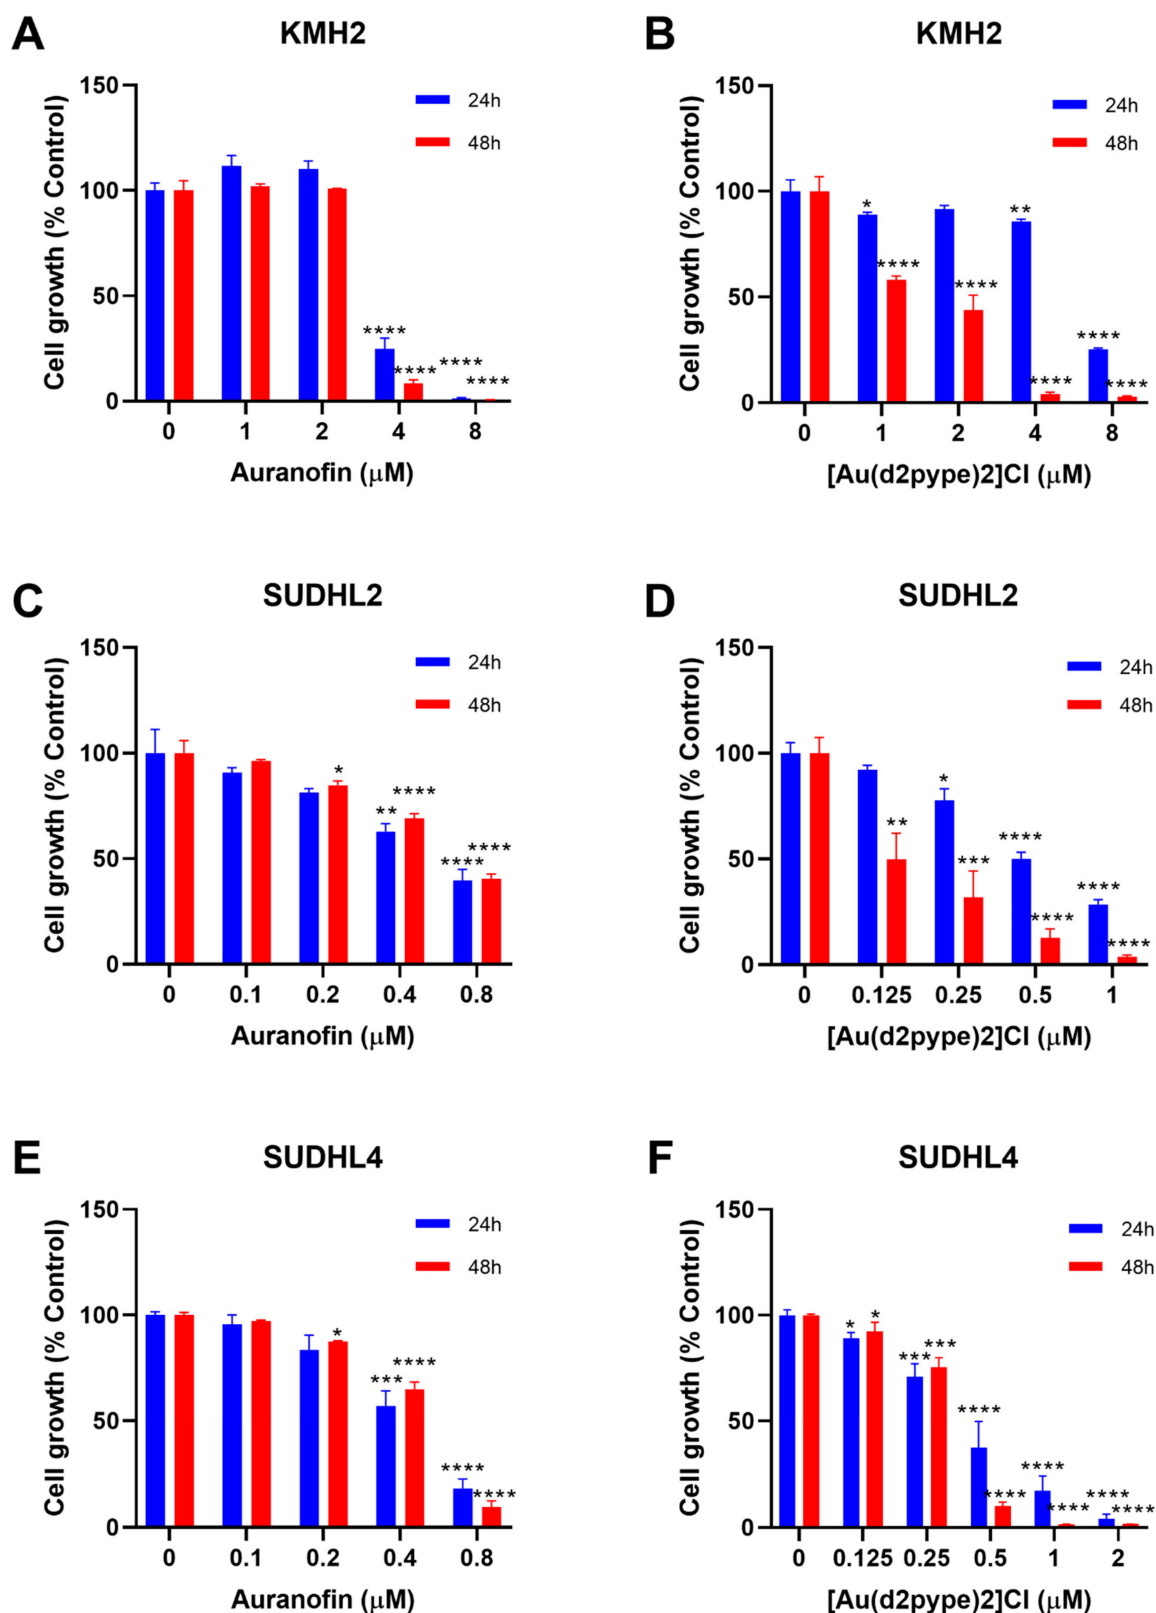 A
KMH2
Cell growth (% Control)
150
100
50
0
24h
48h
**** **** **** ****
0 1 2 4 8
Auranofin (μM)
B
KMH2
Cell growth (% Control)
150
100
50
0
24h
48h
* **** **** ** **** **** ****
0 1 2 4 8
[Au(d2pype)2]Cl (μM)
C
SUDHL2
Cell growth (% Control)
150
100
50
0
24h
48h
* ** **** **** ****
0 0.1 0.2 0.4 0.8
Auranofin (μM)
D
SUDHL2
Cell growth (% Control)
150
100
50
0
24h
48h
** * *** **** **** **** ****
0 0.125 0.25 0.5 1
[Au(d2pype)2]Cl (μM)
E
SUDHL4
Cell growth (% Control)
150
100
50
0
24h
48h
* *** **** **** ****
0 0.1 0.2 0.4 0.8
Auranofin (μM)
F
SUDHL4
Cell growth (% Control)
150
100
50
0
24h
48h
* * *** *** **** **** **** **** **** ****
0 0.125 0.25 0.5 1 2
[Au(d2pype)2]Cl (μM)